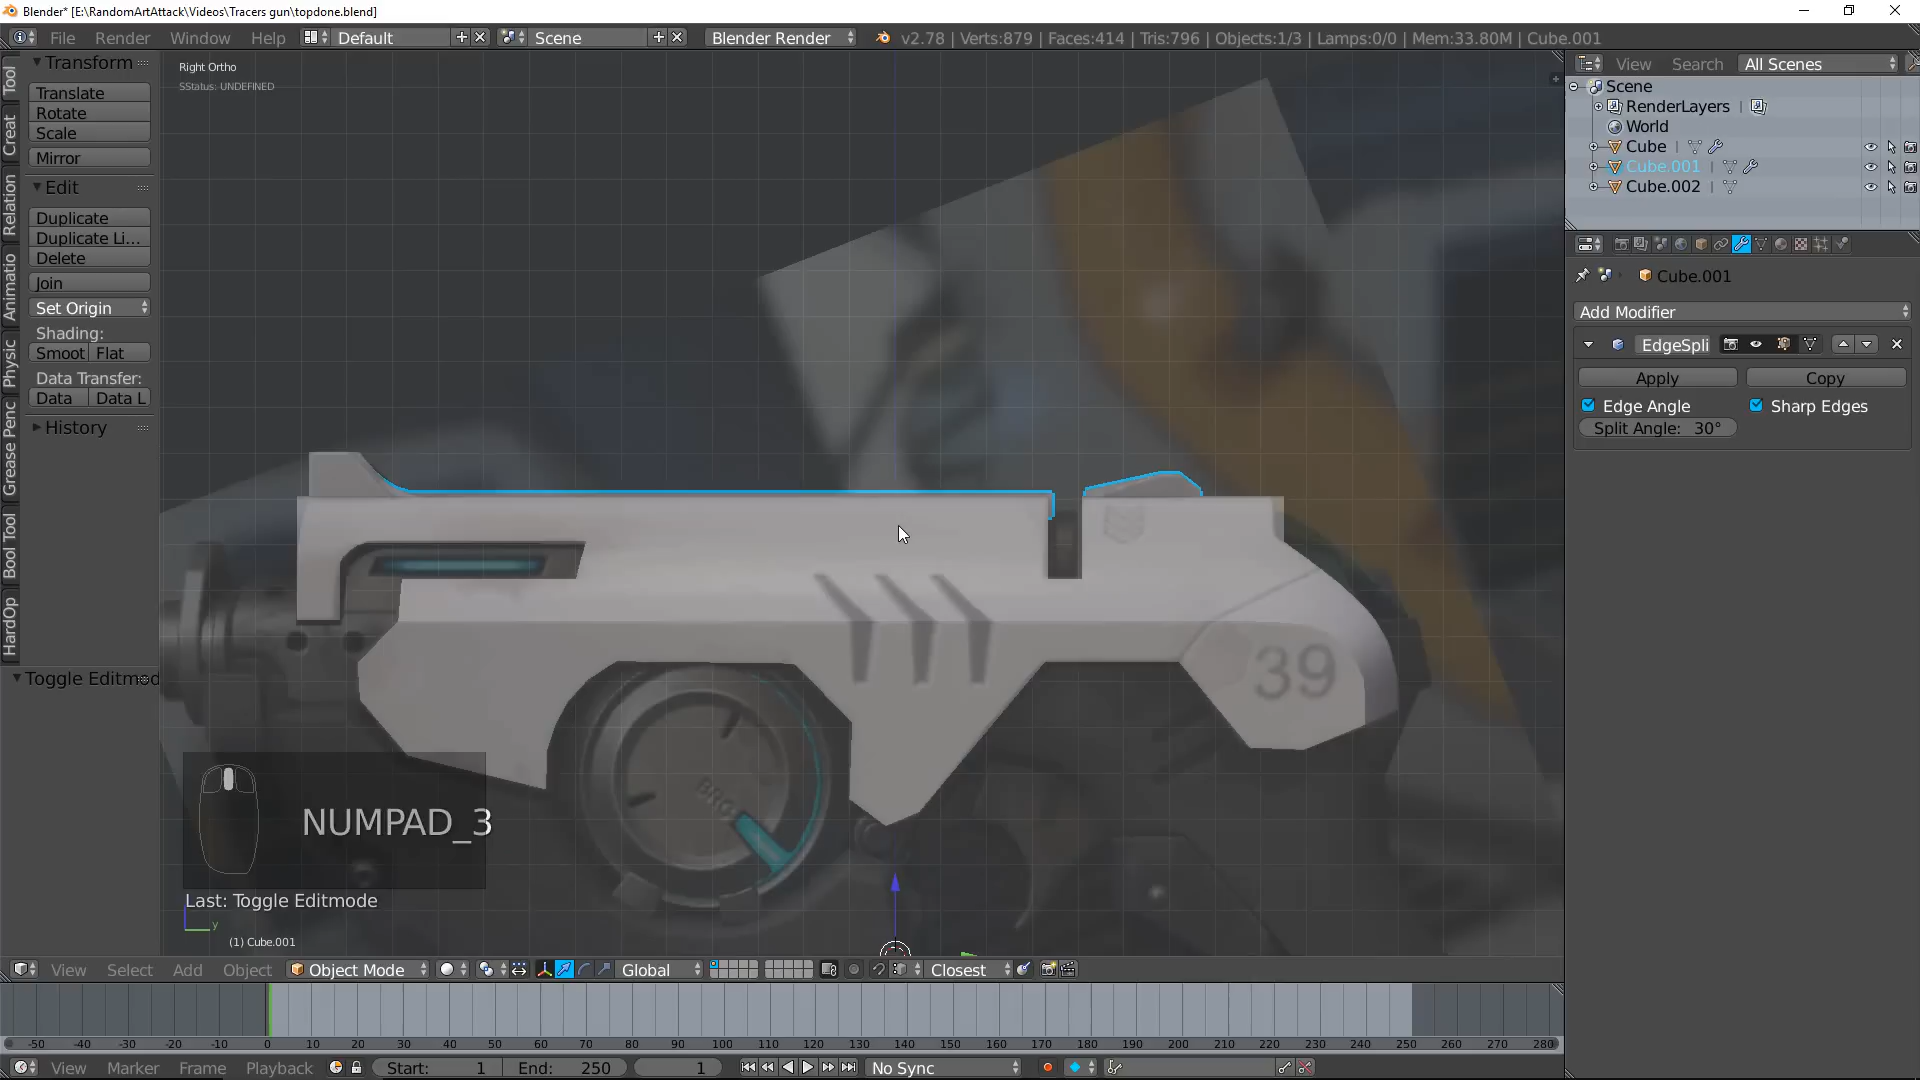 Blender* [E:\RandomArtAttack\Videos\Tracers gun\topdone.blend]
File Render Window Help Default Scene Blender Render v2.78 | Verts:879 | Faces:414 | Tris:796 | Objects:1/3 | Lamps:0/0 | Mem:33.80M | Cube.001
Tool
Creat
Relation
Animatio
Physic
Grease Penc
Bool Tool
HardOp
Transform
Translate
Rotate
Scale
Mirror
Edit
Duplicate
Duplicate Li...
Delete
Join
Set Origin
Shading:
Smoot Flat
Data Transfer:
Data Data L
History
Toggle Editmod
Right Ortho
SStatus: UNDEFINED
39
BRO
NUMPAD_3
Last: Toggle Editmode
y
(1) Cube.001
View Select Add Object Object Mode Global Closest
-50 -40 -30 -20 -10 0 10 20 30 40 50 60 70 80 90 100 110 120 130 140 150 160 170 180 190 200 210 220 230 240 250 260 270 280
View Marker Frame Playback Start: 1 End: 250 1 No Sync
View Search All Scenes
Scene
RenderLayers
World
Cube
Cube.001
Cube.002
Cube.001
Add Modifier
EdgeSpli
Apply Copy
Edge Angle Sharp Edges
Split Angle: 30°